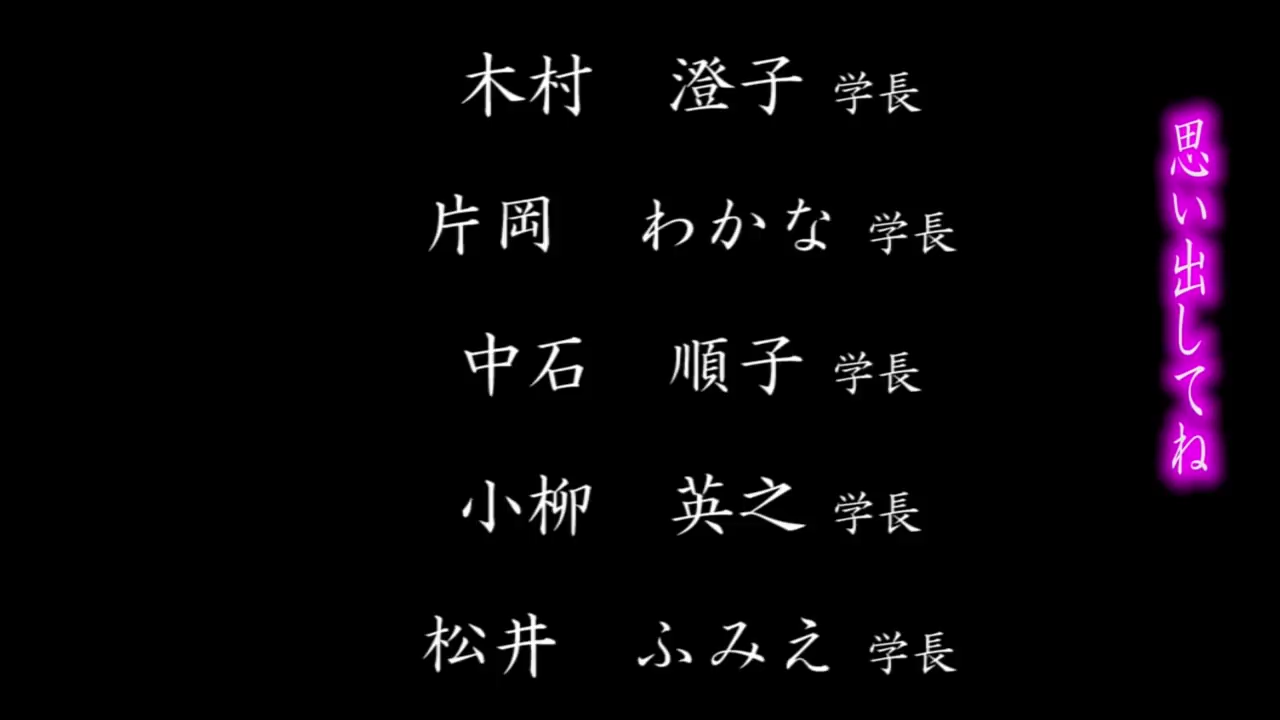 木村　澄子 学長
片岡　わかな 学長
中石　順子 学長
小柳　英之 学長
松井　ふみえ 学長
思い出してね